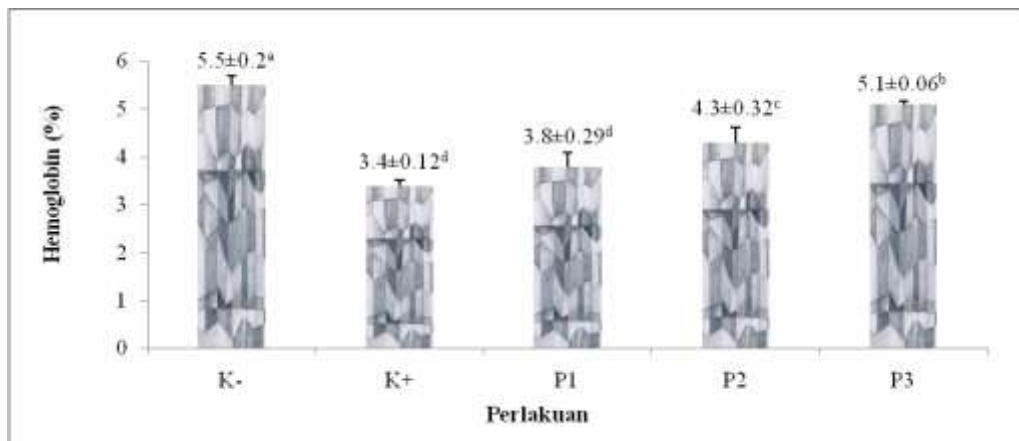 Hemoglobin (%)
6
5
4
3
2
1
0
5.5±0.2ᵃ
3.4±0.12ᵈ
3.8±0.29ᵈ
4.3±0.32ᶜ
5.1±0.06ᵇ
K- K+ P1 P2 P3
Perlakuan